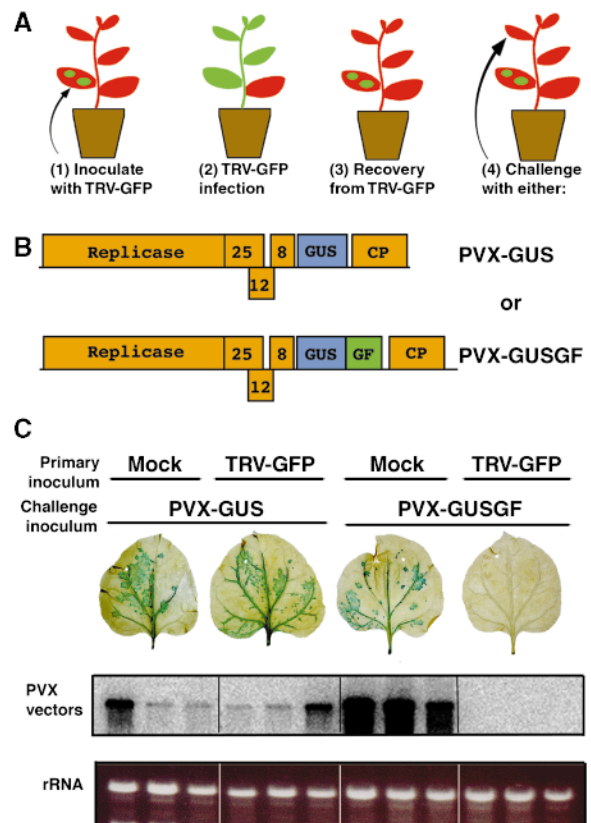 A
(1) Inoculate
with TRV-GFP
(2) TRV-GFP
infection
(3) Recovery
from TRV-GFP
(4) Challenge
with either:
B
Replicase 25 8 GUS CP
12
PVX-GUS
or
Replicase 25 8 GUS GF CP
12
PVX-GUSGF
C
Primary
inoculum
Mock TRV-GFP Mock TRV-GFP
Challenge
inoculum
PVX-GUS PVX-GUSGF
PVX
vectors
rRNA